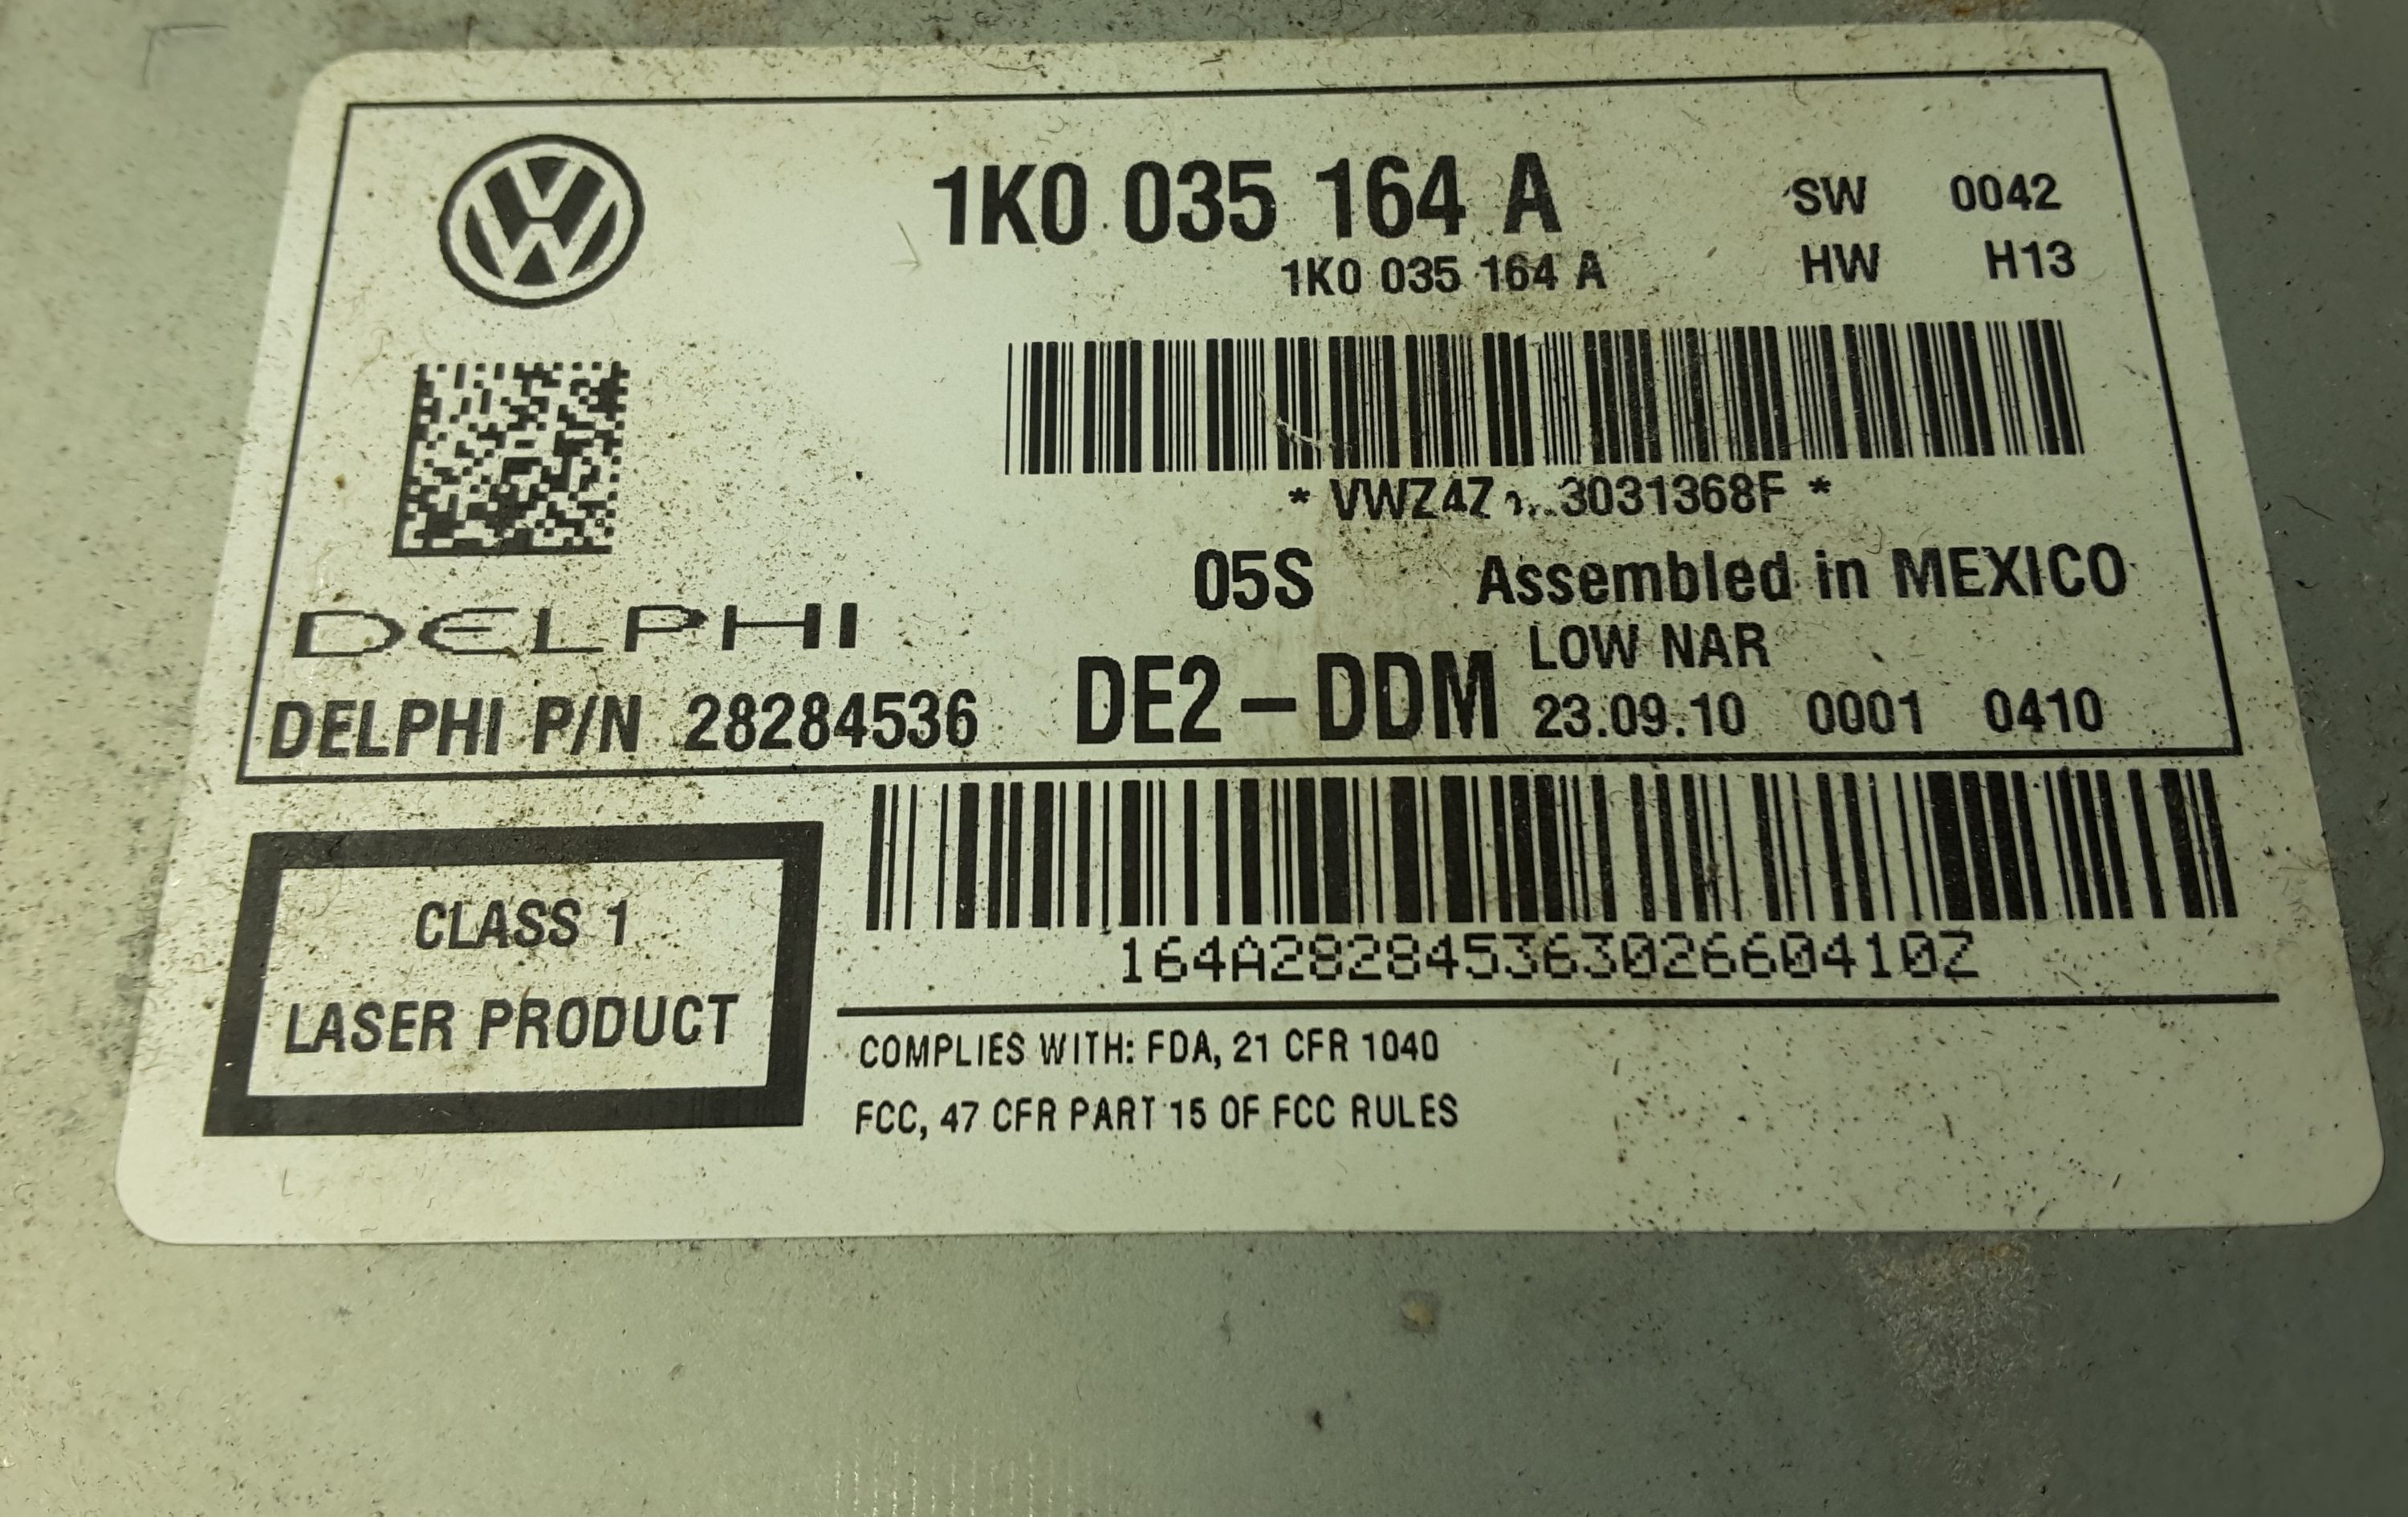 1K0 035 164 A
SW 0042
1K0 035 164 A
HW H13
05S
Assembled in MEXICO
DELPHI
LOW NAR
DELPHI P/N 28284536
DE2-DDM
23.09.10 0001 0410
CLASS 1
LASER PRODUCT
164A28284536302660410Z
COMPLIES WITH: FDA, 21 CFR 1040
FCC, 47 CFR PART 15 OF FCC RULES